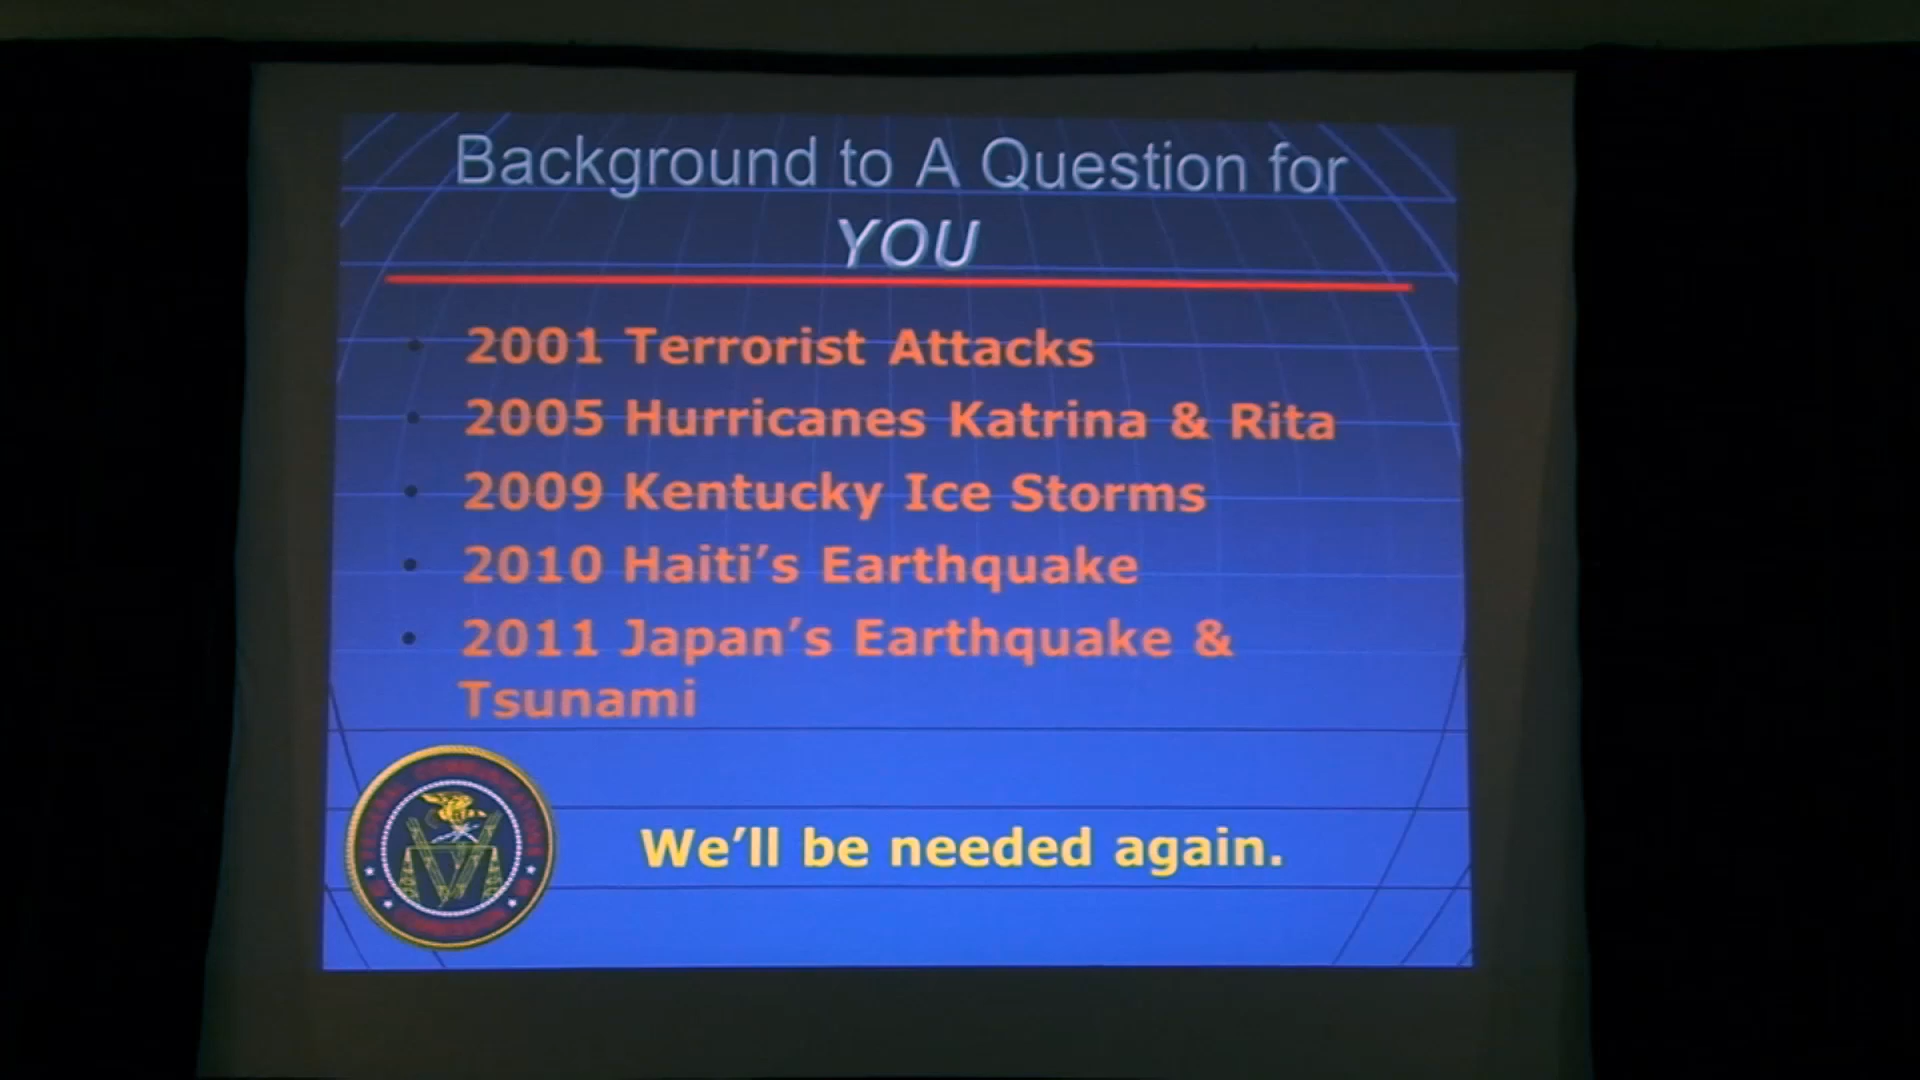 Background to A Question for
YOU
• 2001 Terrorist Attacks
• 2005 Hurricanes Katrina & Rita
• 2009 Kentucky Ice Storms
• 2010 Haiti’s Earthquake
• 2011 Japan’s Earthquake &
Tsunami
We’ll be needed again.